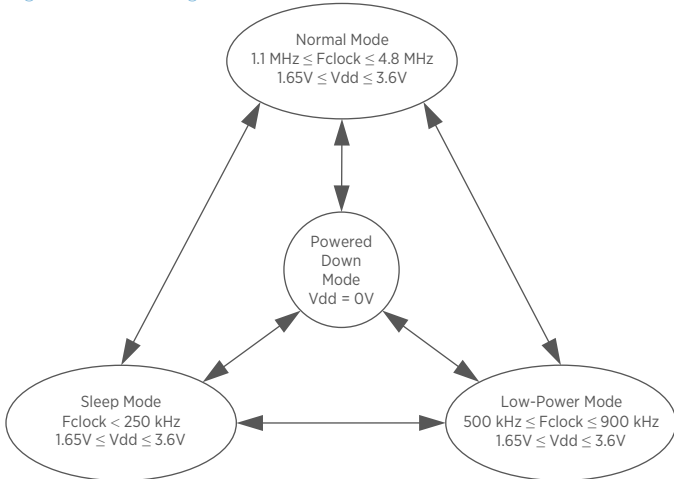 Normal Mode
1.1 MHz ≤ Fclock ≤ 4.8 MHz
1.65V ≤ Vdd ≤ 3.6V
Powered
Down
Mode
Vdd = 0V
Sleep Mode
Fclock < 250 kHz
1.65V ≤ Vdd ≤ 3.6V
Low-Power Mode
500 kHz ≤ Fclock ≤ 900 kHz
1.65V ≤ Vdd ≤ 3.6V